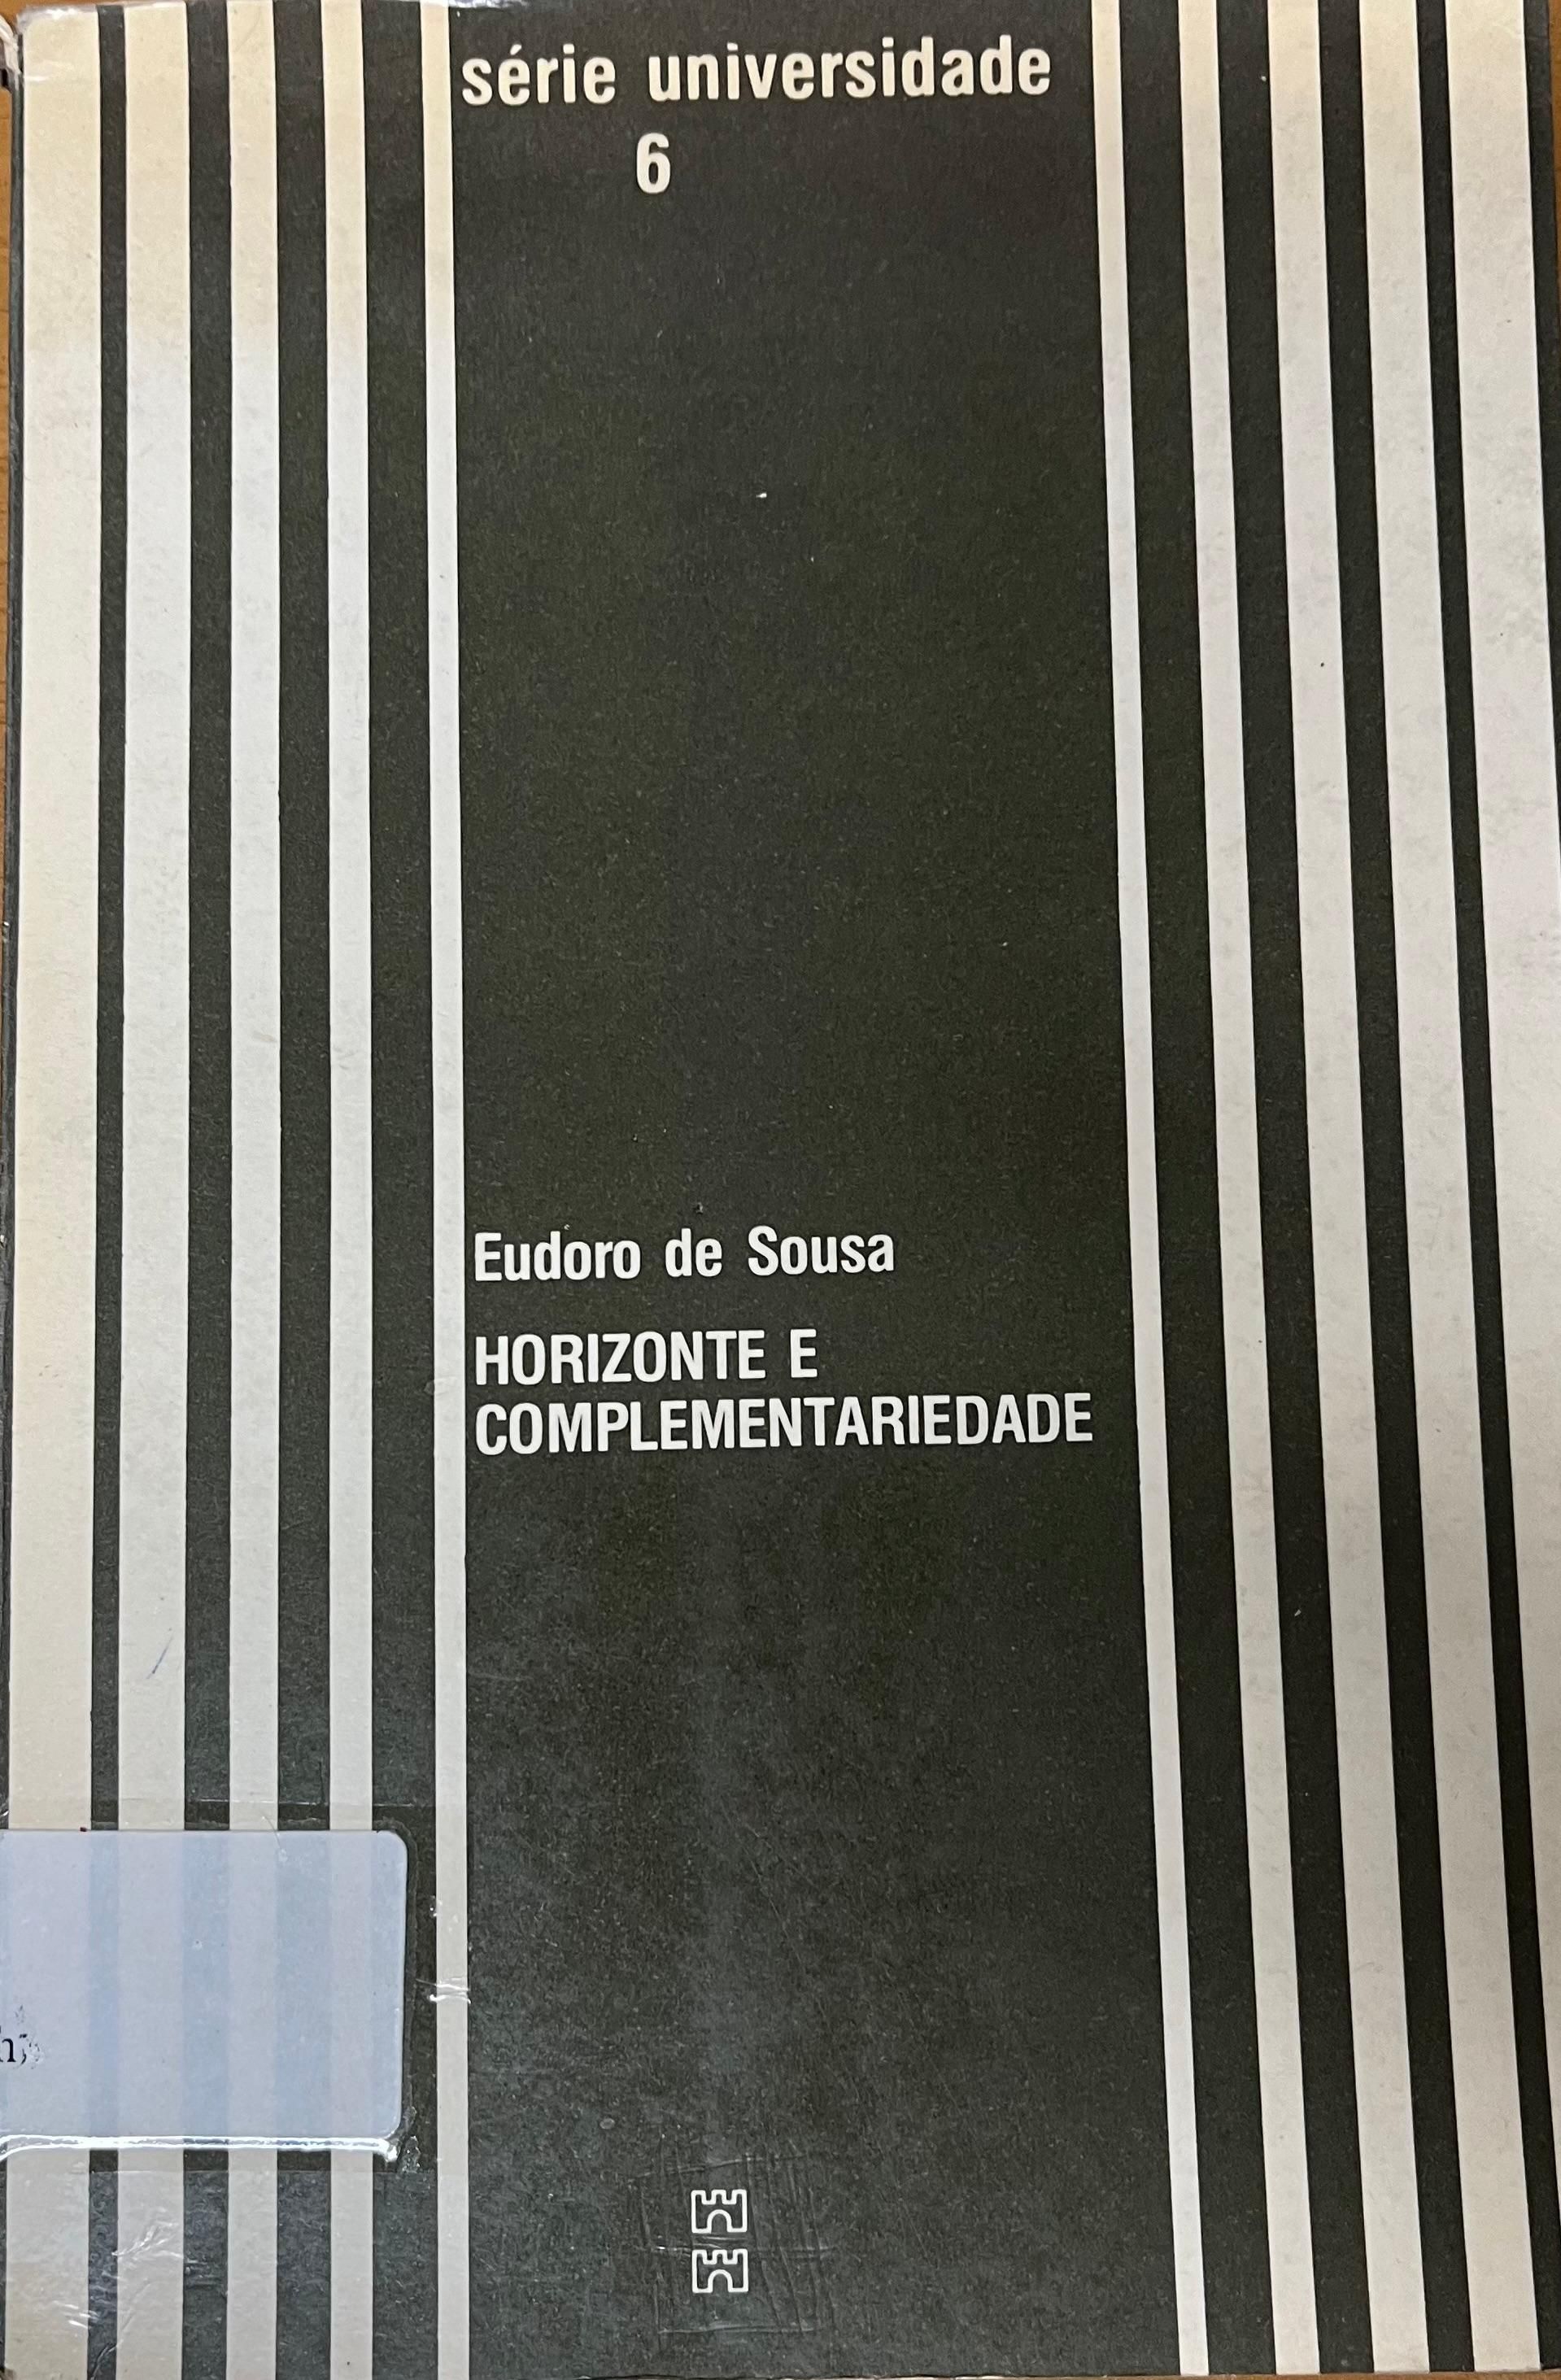 série universidade
6
Eudoro de Sousa
HORIZONTE E
COMPLEMENTARIEDADE